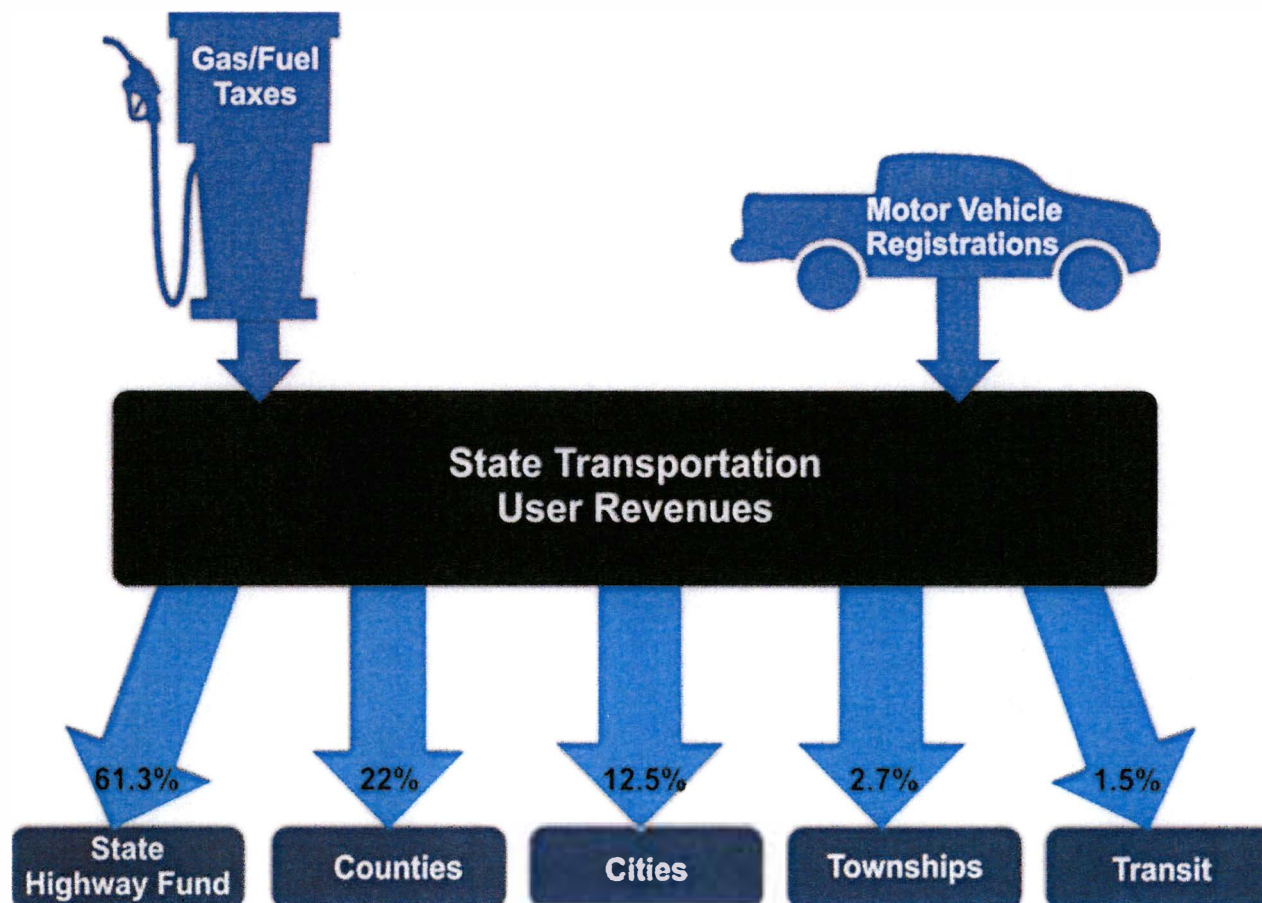 Gas/Fuel
Taxes
Motor Vehicle
Registrations
State Transportation
User Revenues
61.3%
22%
12.5%
2.7%
1.5%
State
Highway Fund
Counties
Cities
Townships
Transit